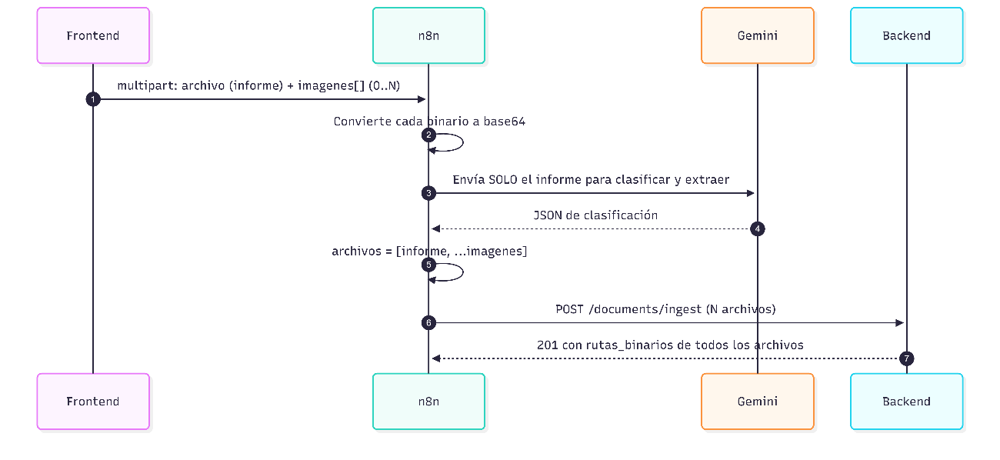 Frontend
n8n
Gemini
Backend
multipart: archivo (informe) + imagenes[] (0..N)
1
Convierte cada binario a base64
2
Envía SOLO el informe para clasificar y extraer
3
JSON de clasificación
4
archivos = [informe, ...imagenes]
5
POST /documents/ingest (N archivos)
6
201 con rutas_binarios de todos los archivos
7
Frontend
n8n
Gemini
Backend